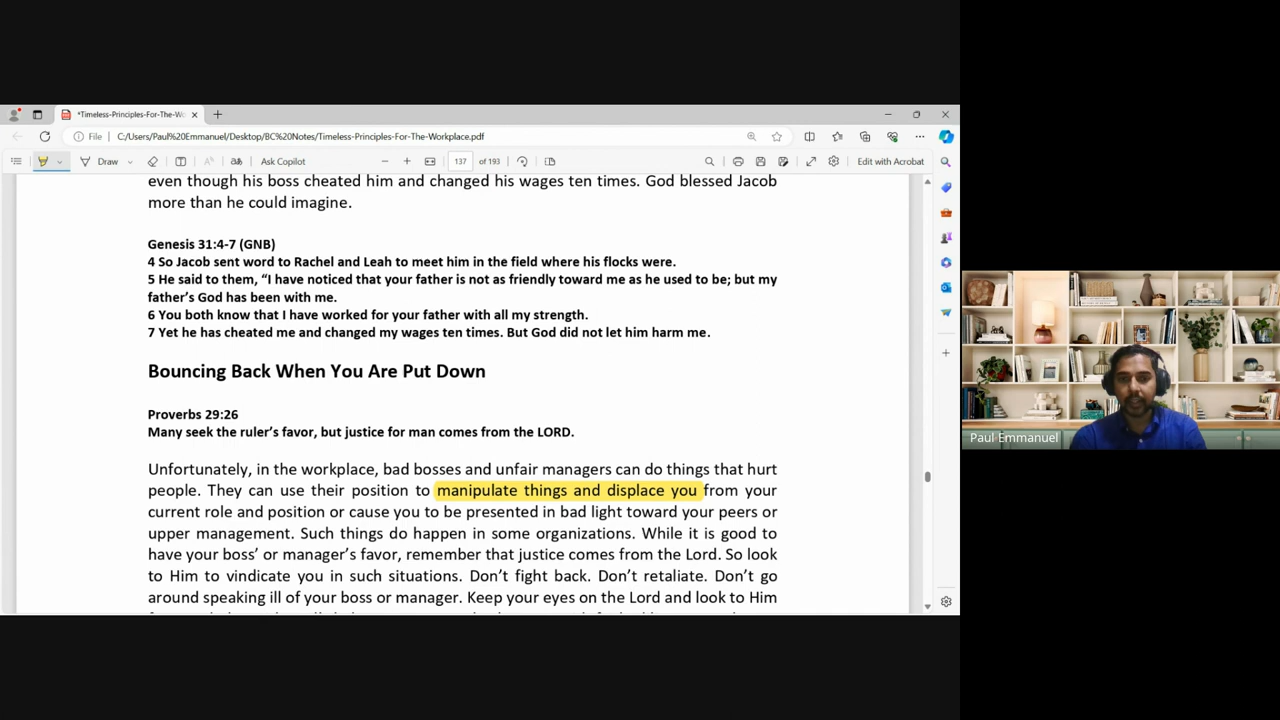 *Timeless-Principles-For-The-Wo
File
C:/Users/Paul%20Emmanuel/Desktop/BC%20Notes/Timeless-Principles-For-The-Workplace.pdf
Draw
Ask Copilot
137 of 193
Edit with Acrobat
even though his boss cheated him and changed his wages ten times. God blessed Jacob
more than he could imagine.
Genesis 31:4-7 (GNB)
4 So Jacob sent word to Rachel and Leah to meet him in the field where his flocks were.
5 He said to them, “I have noticed that your father is not as friendly toward me as he used to be; but my
father’s God has been with me.
6 You both know that I have worked for your father with all my strength.
7 Yet he has cheated me and changed my wages ten times. But God did not let him harm me.
Bouncing Back When You Are Put Down
Proverbs 29:26
Many seek the ruler’s favor, but justice for man comes from the LORD.
Unfortunately, in the workplace, bad bosses and unfair managers can do things that hurt
people. They can use their position to manipulate things and displace you from your
current role and position or cause you to be presented in bad light toward your peers or
upper management. Such things do happen in some organizations. While it is good to
have your boss’ or manager’s favor, remember that justice comes from the Lord. So look
to Him to vindicate you in such situations. Don’t fight back. Don’t retaliate. Don’t go
around speaking ill of your boss or manager. Keep your eyes on the Lord and look to Him
Paul Emmanuel